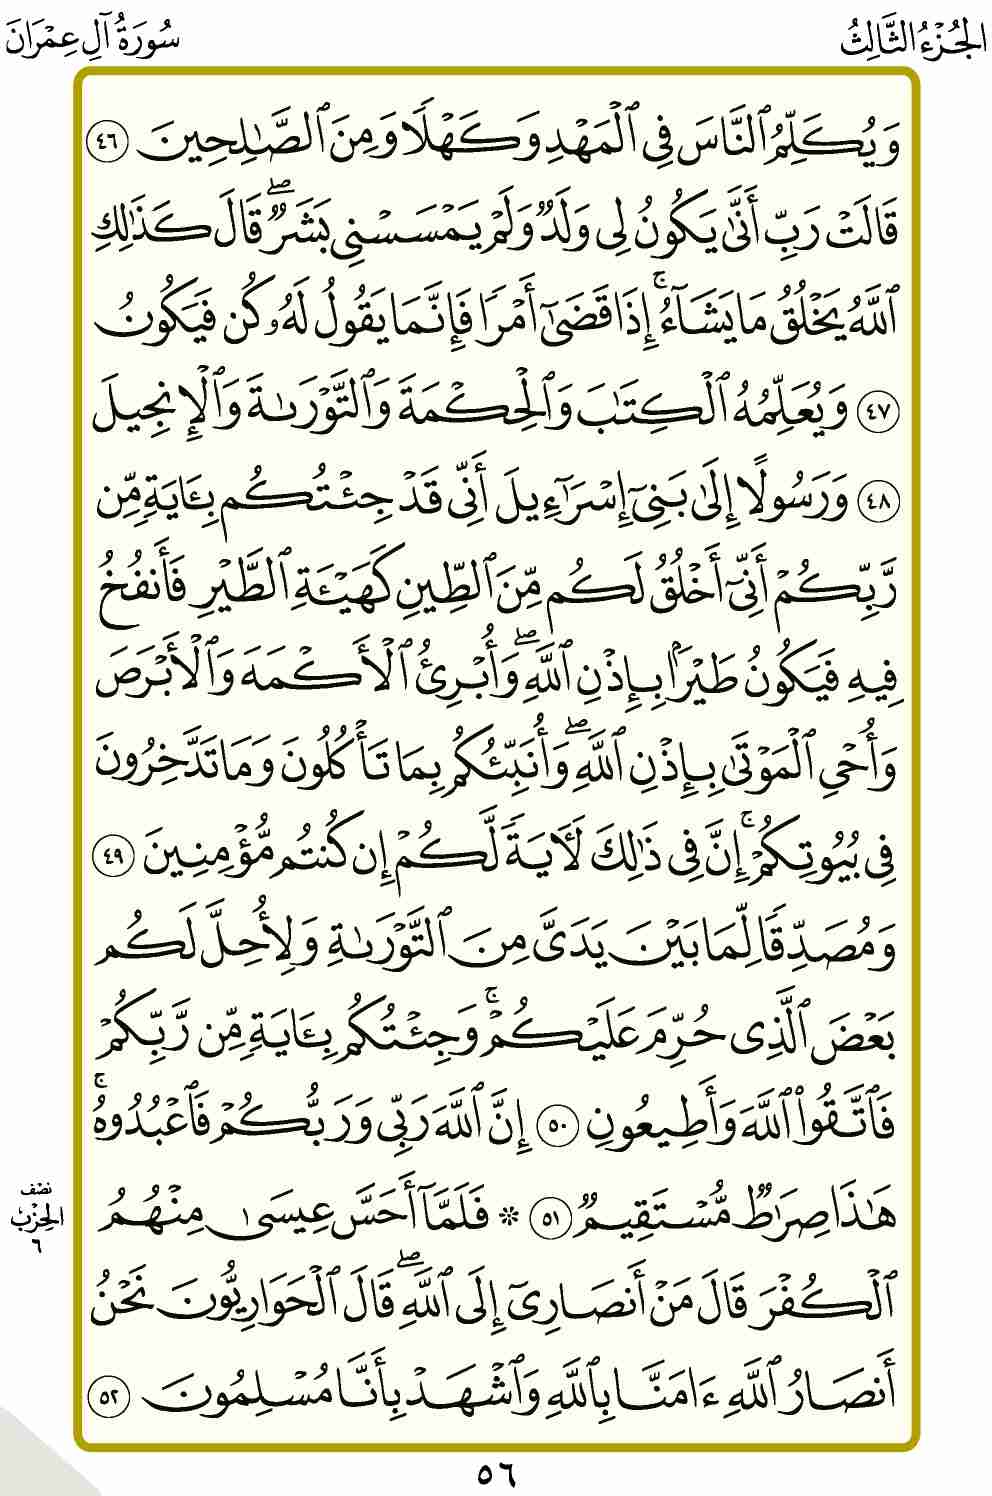 الجُزْءُ الثَّالِثُ
سُورَةُ آلِ عِمْرَانَ
وَيُكَلِّمُ ٱلنَّاسَ فِي ٱلْمَهْدِ وَكَهْلًا وَمِنَ ٱلصَّٰلِحِينَ ٤٦
قَالَتْ رَبِّ أَنَّىٰ يَكُونُ لِي وَلَدٌ وَلَمْ يَمْسَسْنِي بَشَرٌۖ قَالَ كَذَٰلِكِ
ٱللَّهُ يَخْلُقُ مَا يَشَآءُۚ إِذَا قَضَىٰٓ أَمْرًا فَإِنَّمَا يَقُولُ لَهُۥ كُن فَيَكُونُ
٤٧ وَيُعَلِّمُهُ ٱلْكِتَٰبَ وَٱلْحِكْمَةَ وَٱلتَّوْرَىٰةَ وَٱلْإِنجِيلَ
٤٨ وَرَسُولًا إِلَىٰ بَنِيٓ إِسْرَٰٓءِيلَ أَنِّي قَدْ جِئْتُكُم بِـَٔايَةٍ مِّن
رَّبِّكُمْ أَنِّيٓ أَخْلُقُ لَكُم مِّنَ ٱلطِّينِ كَهَيْـَٔةِ ٱلطَّيْرِ فَأَنفُخُ
فِيهِ فَيَكُونُ طَيْرًۢا بِإِذْنِ ٱللَّهِۖ وَأُبْرِئُ ٱلْأَكْمَهَ وَٱلْأَبْرَصَ
وَأُحْيِ ٱلْمَوْتَىٰ بِإِذْنِ ٱللَّهِۖ وَأُنَبِّئُكُم بِمَا تَأْكُلُونَ وَمَا تَدَّخِرُونَ
فِي بُيُوتِكُمْۚ إِنَّ فِي ذَٰلِكَ لَـَٔايَةً لَّكُمْ إِن كُنتُم مُّؤْمِنِينَ ٤٩
وَمُصَدِّقًا لِّمَا بَيْنَ يَدَيَّ مِنَ ٱلتَّوْرَىٰةِ وَلِأُحِلَّ لَكُم
بَعْضَ ٱلَّذِي حُرِّمَ عَلَيْكُمْۚ وَجِئْتُكُم بِـَٔايَةٍ مِّن رَّبِّكُمْ
فَٱتَّقُوا۟ ٱللَّهَ وَأَطِيعُونِ ٥٠ إِنَّ ٱللَّهَ رَبِّي وَرَبُّكُمْ فَٱعْبُدُوهُۚ
هَٰذَا صِرَٰطٌ مُّسْتَقِيمٌ ٥١ * فَلَمَّآ أَحَسَّ عِيسَىٰ مِنْهُمُ
ٱلْكُفْرَ قَالَ مَنْ أَنصَارِيٓ إِلَى ٱللَّهِۖ قَالَ ٱلْحَوَارِيُّونَ نَحْنُ
أَنصَارُ ٱللَّهِ ءَامَنَّا بِٱللَّهِ وَٱشْهَدْ بِأَنَّا مُسْلِمُونَ ٥٢
نصف
الحِزْب
٦
٥٦